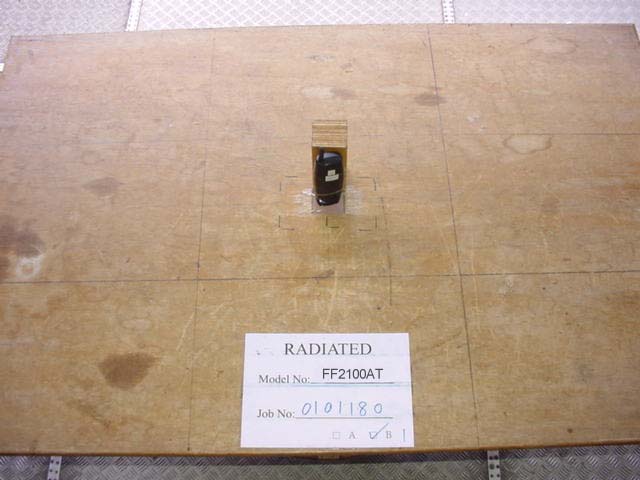 RADIATED
Model No: FF2100AT
Job No: 0101180
☐ A ☑ B